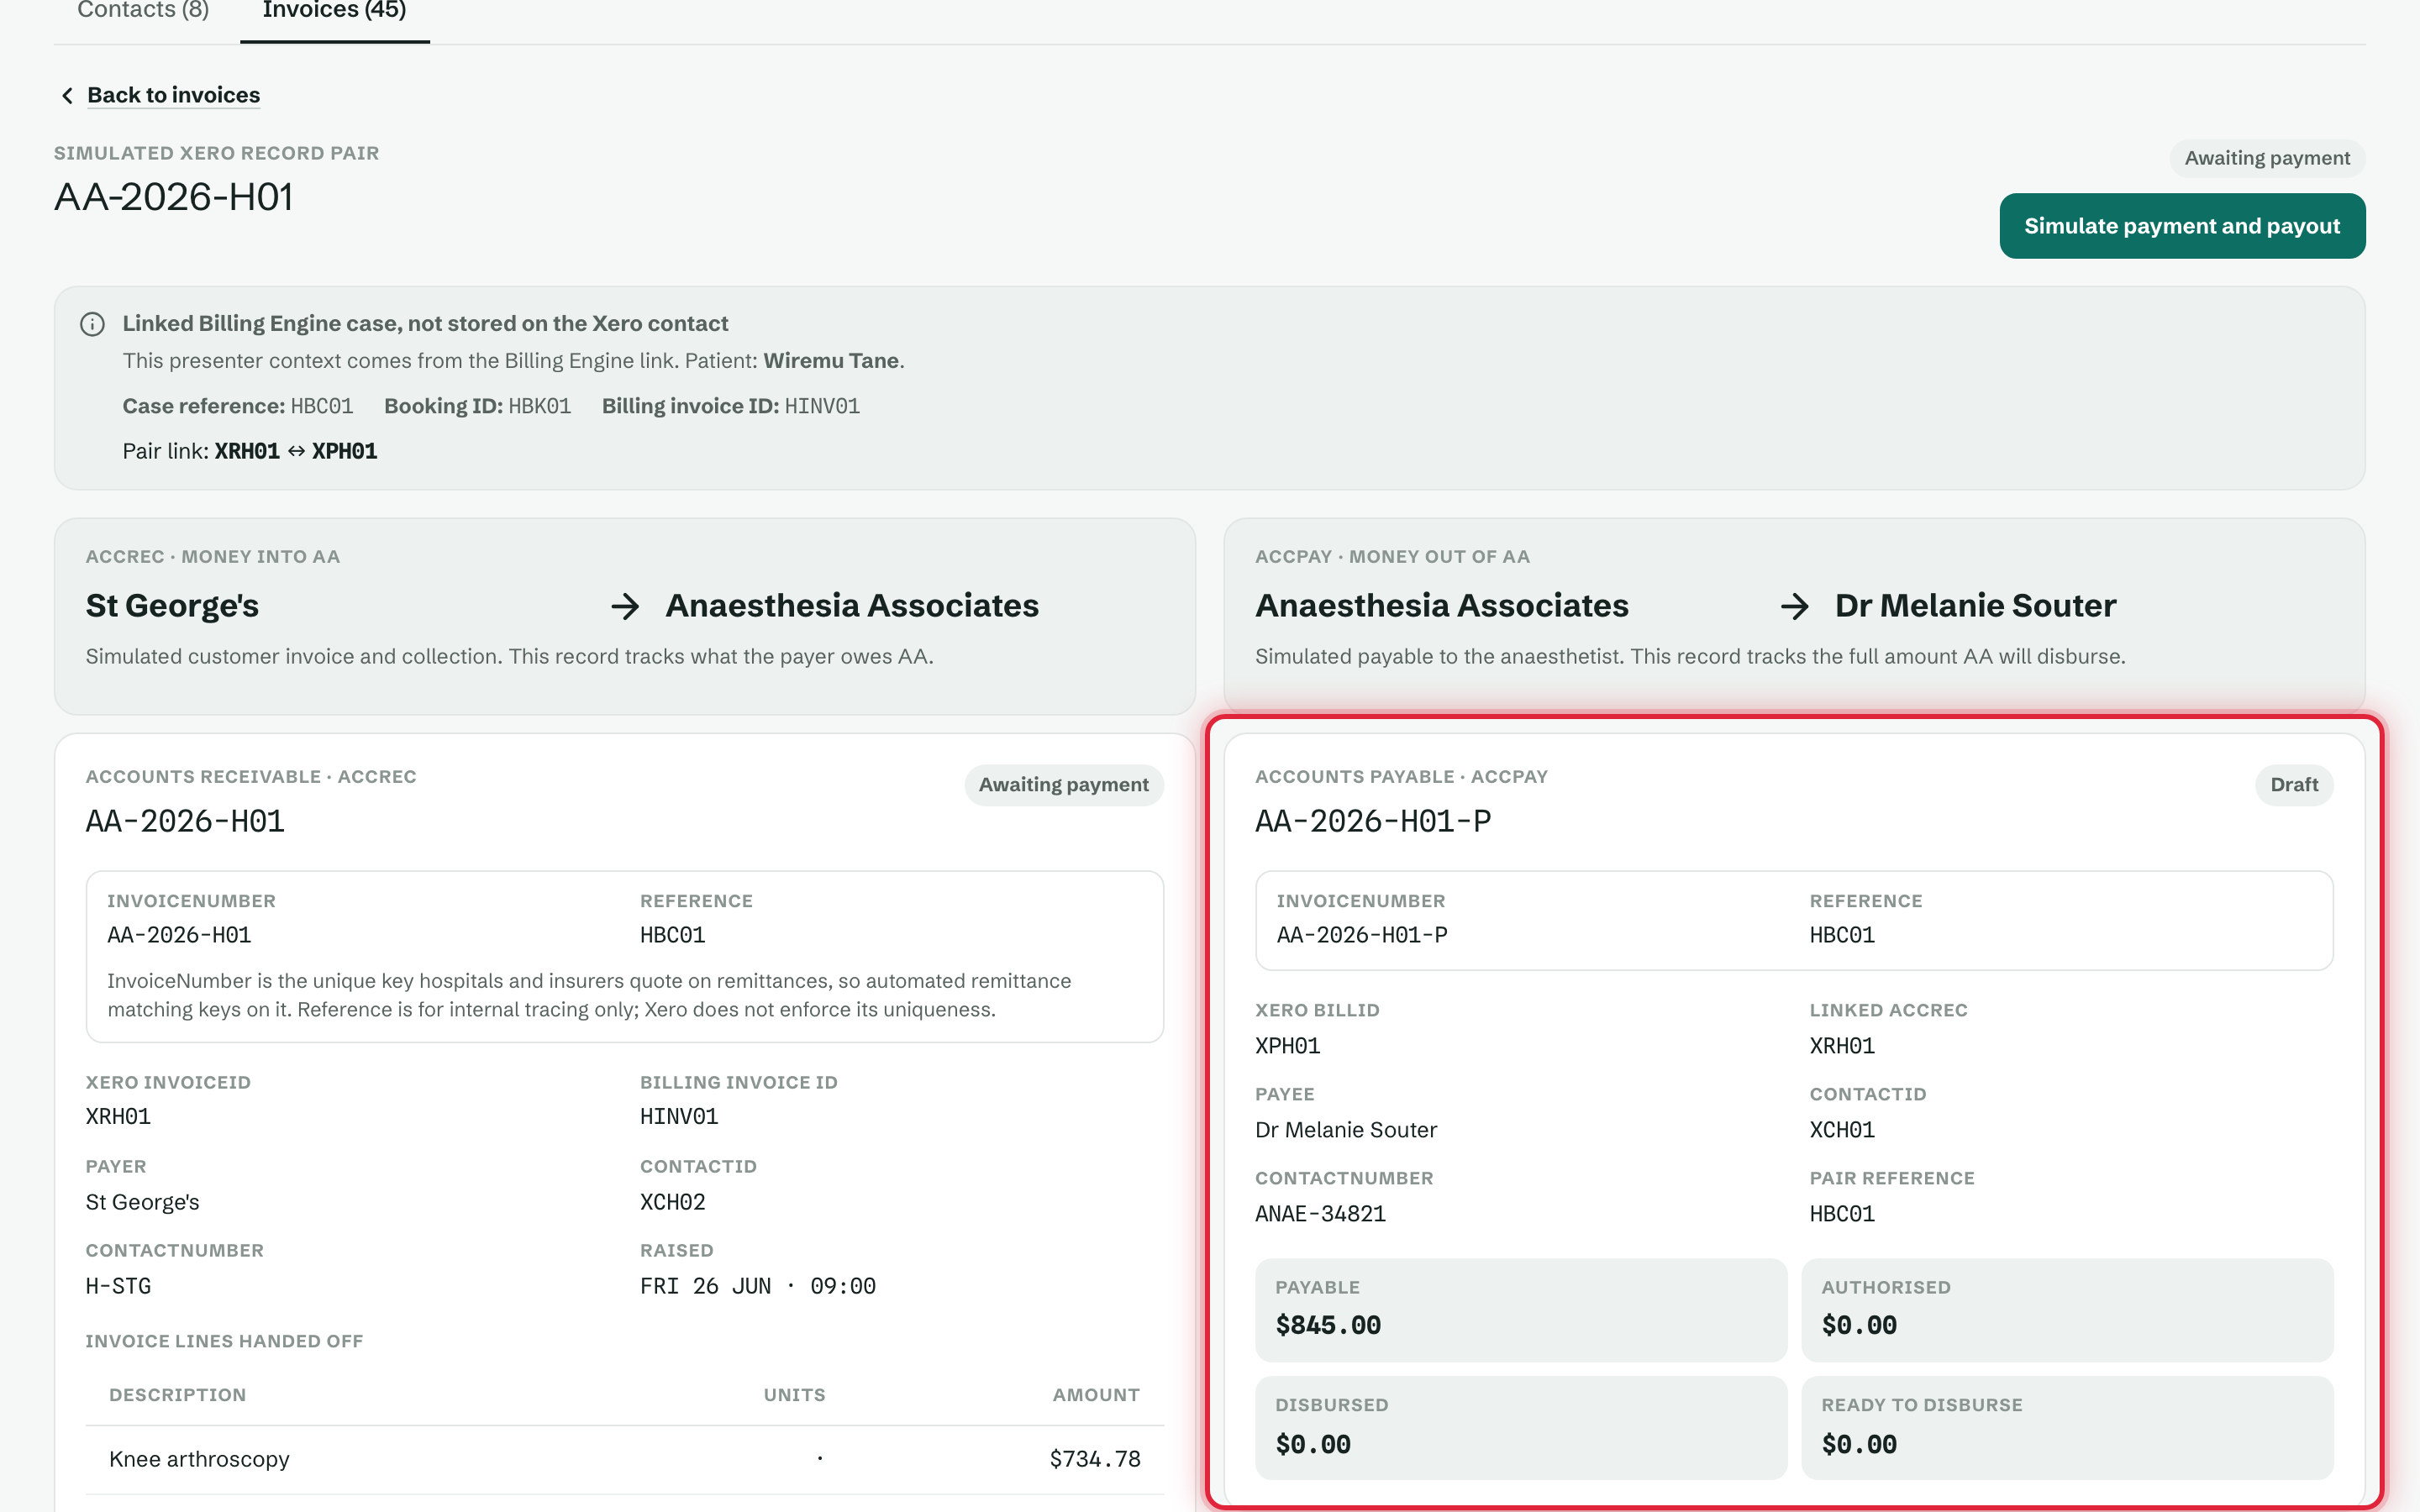 Contacts (8)
Invoices (45)
Back to invoices
SIMULATED XERO RECORD PAIR
AA-2026-H01
Awaiting payment
Simulate payment and payout
Linked Billing Engine case, not stored on the Xero contact
This presenter context comes from the Billing Engine link. Patient: Wiremu Tane.
Case reference: HBC01 Booking ID: HBK01 Billing invoice ID: HINV01
Pair link: XRH01 ↔ XPH01
ACCREC · MONEY INTO AA
St George's → Anaesthesia Associates
Simulated customer invoice and collection. This record tracks what the payer owes AA.
ACCPAY · MONEY OUT OF AA
Anaesthesia Associates → Dr Melanie Souter
Simulated payable to the anaesthetist. This record tracks the full amount AA will disburse.
ACCOUNTS RECEIVABLE · ACCREC
Awaiting payment
AA-2026-H01
INVOICENUMBER REFERENCE
AA-2026-H01 HBC01
InvoiceNumber is the unique key hospitals and insurers quote on remittances, so automated remittance
matching keys on it. Reference is for internal tracing only; Xero does not enforce its uniqueness.
XERO INVOICEID BILLING INVOICE ID
XRH01 HINV01
PAYER CONTACTID
St George's XCH02
CONTACTNUMBER RAISED
H-STG FRI 26 JUN · 09:00
INVOICE LINES HANDED OFF
DESCRIPTION UNITS AMOUNT
Knee arthroscopy · $734.78
ACCOUNTS PAYABLE · ACCPAY
Draft
AA-2026-H01-P
INVOICENUMBER REFERENCE
AA-2026-H01-P HBC01
XERO BILLID LINKED ACCREC
XPH01 XRH01
PAYEE CONTACTID
Dr Melanie Souter XCH01
CONTACTNUMBER PAIR REFERENCE
ANAE-34821 HBC01
PAYABLE AUTHORISED
$845.00 $0.00
DISBURSED READY TO DISBURSE
$0.00 $0.00